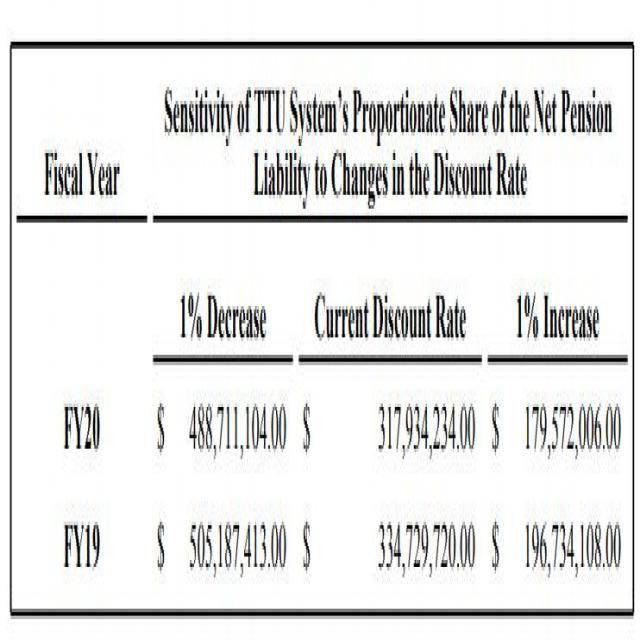 Sensitivity of TTU System's Proportionate Share of the Net Pension
Fiscal Year Liability to Changes in the Discount Rate
1% Decrease Current Discount Rate 1% Increase
FY20 $ 488,711,104.00 $ 317,934,234.00 $ 179,572,006.00
FY19 $ 505,187,413.00 $ 334,729,720.00 $ 196,734,108.00